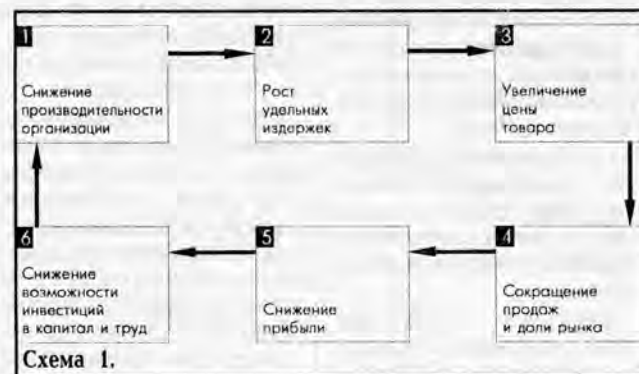 1
Снижение
производительности
организации
2
Рост
удельных
издержек
3
Увеличение
цены
товара
4
Сокращение
продаж
и доли рынка
5
Снижение
прибыли
6
Снижение
возможности
инвестиций
в капитал и труд
Схема 1.